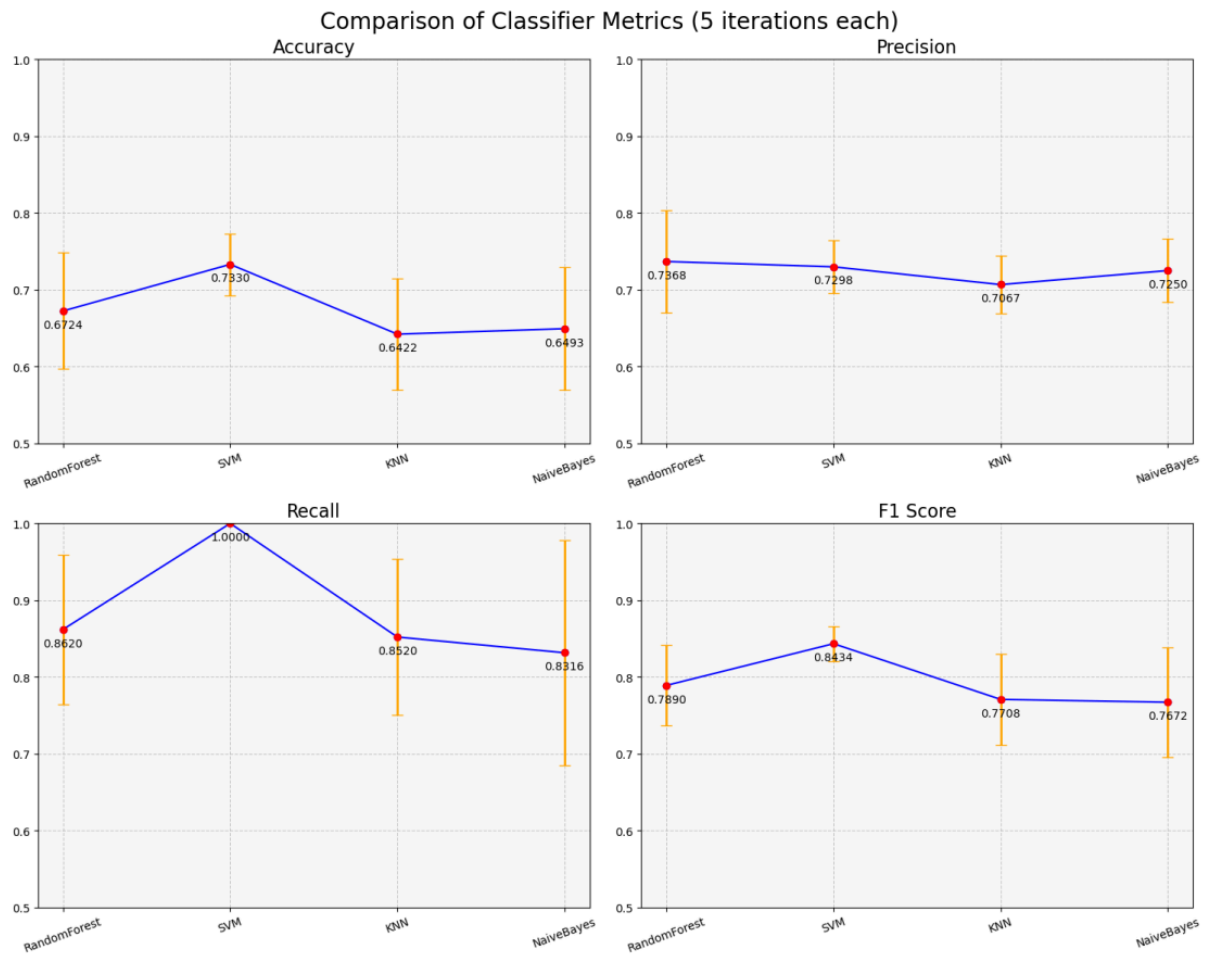 Comparison of Classifier Metrics (5 iterations each)
Accuracy
1.0
0.9
0.8
0.7
0.6
0.5
0.6724
0.7330
0.6422
0.6493
RandomForest
SVM
KNN
NaiveBayes
Precision
1.0
0.9
0.8
0.7
0.6
0.5
0.7368
0.7298
0.7067
0.7250
RandomForest
SVM
KNN
NaiveBayes
Recall
1.0
0.9
0.8
0.7
0.6
0.5
0.8620
1.0000
0.8520
0.8316
RandomForest
SVM
KNN
NaiveBayes
F1 Score
1.0
0.9
0.8
0.7
0.6
0.5
0.7890
0.8434
0.7708
0.7672
RandomForest
SVM
KNN
NaiveBayes